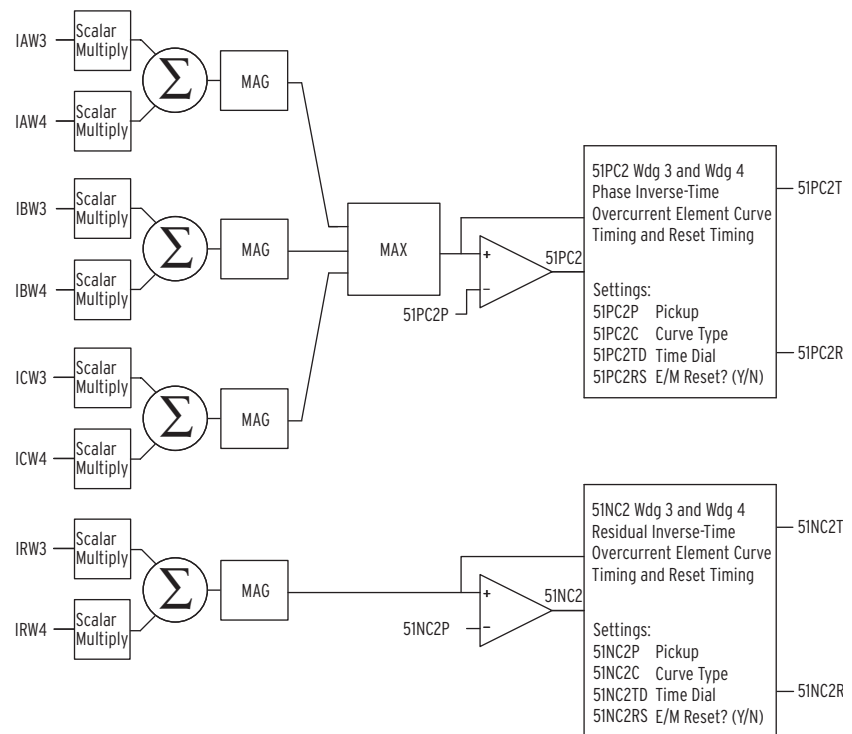 IAW3
Scalar
Multiply
Σ
MAG
IAW4
Scalar
Multiply
IBW3
Scalar
Multiply
Σ
MAG
IBW4
Scalar
Multiply
ICW3
Scalar
Multiply
Σ
MAG
ICW4
Scalar
Multiply
MAX
+
−
51PC2P
51PC2
51PC2 Wdg 3 and Wdg 4
Phase Inverse-Time
Overcurrent Element Curve
Timing and Reset Timing
Settings:
51PC2P Pickup
51PC2C Curve Type
51PC2TD Time Dial
51PC2RS E/M Reset? (Y/N)
51PC2T
51PC2R
IRW3
Scalar
Multiply
Σ
MAG
IRW4
Scalar
Multiply
+
−
51NC2P
51NC2
51NC2 Wdg 3 and Wdg 4
Residual Inverse-Time
Overcurrent Element Curve
Timing and Reset Timing
Settings:
51NC2P Pickup
51NC2C Curve Type
51NC2TD Time Dial
51NC2RS E/M Reset? (Y/N)
51NC2T
51NC2R